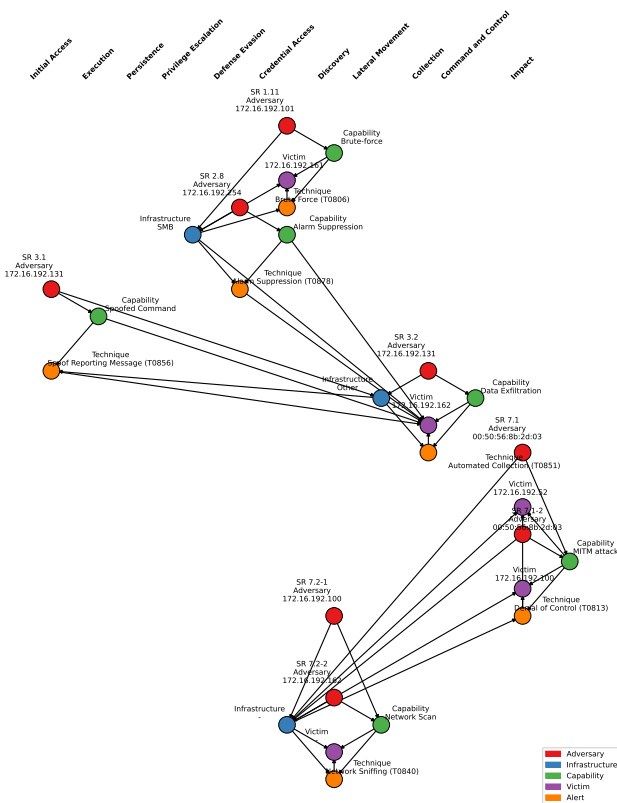 Initial Access
Execution
Persistence
Privilege Escalation
Defense Evasion
Credential Access
Discovery
Lateral Movement
Collection
Command and Control
Impact
SR 1.11
Adversary
172.16.192.101
Capability
Brute-force
Victim
172.16.192.161
SR 2.8
Adversary
172.16.192.254
Technique
Brute Force (T0806)
Infrastructure
SMB
Capability
Alarm Suppression
SR 3.1
Adversary
172.16.192.131
Technique
Alarm Suppression (T0878)
Capability
Spoofed Command
SR 3.2
Adversary
172.16.192.131
Technique
Spoof Reporting Message (T0856)
Infrastructure
Other
Capability
Data Exfiltration
Victim
172.16.192.162
SR 7.1
Adversary
00:50:56:8b:2d:03
Technique
Automated Collection (T0851)
Victim
172.16.192.52
SR 7.1-2
Adversary
00:50:56:8b:2d:03
Capability
MITM attack
Victim
172.16.192.100
SR 7.2-1
Adversary
172.16.192.100
Technique
Denial of Control (T0813)
SR 7.2-2
Adversary
172.16.192.162
Infrastructure
-
Capability
Network Scan
Victim
Technique
Network Sniffing (T0840)
Adversary
Infrastructure
Capability
Victim
Alert